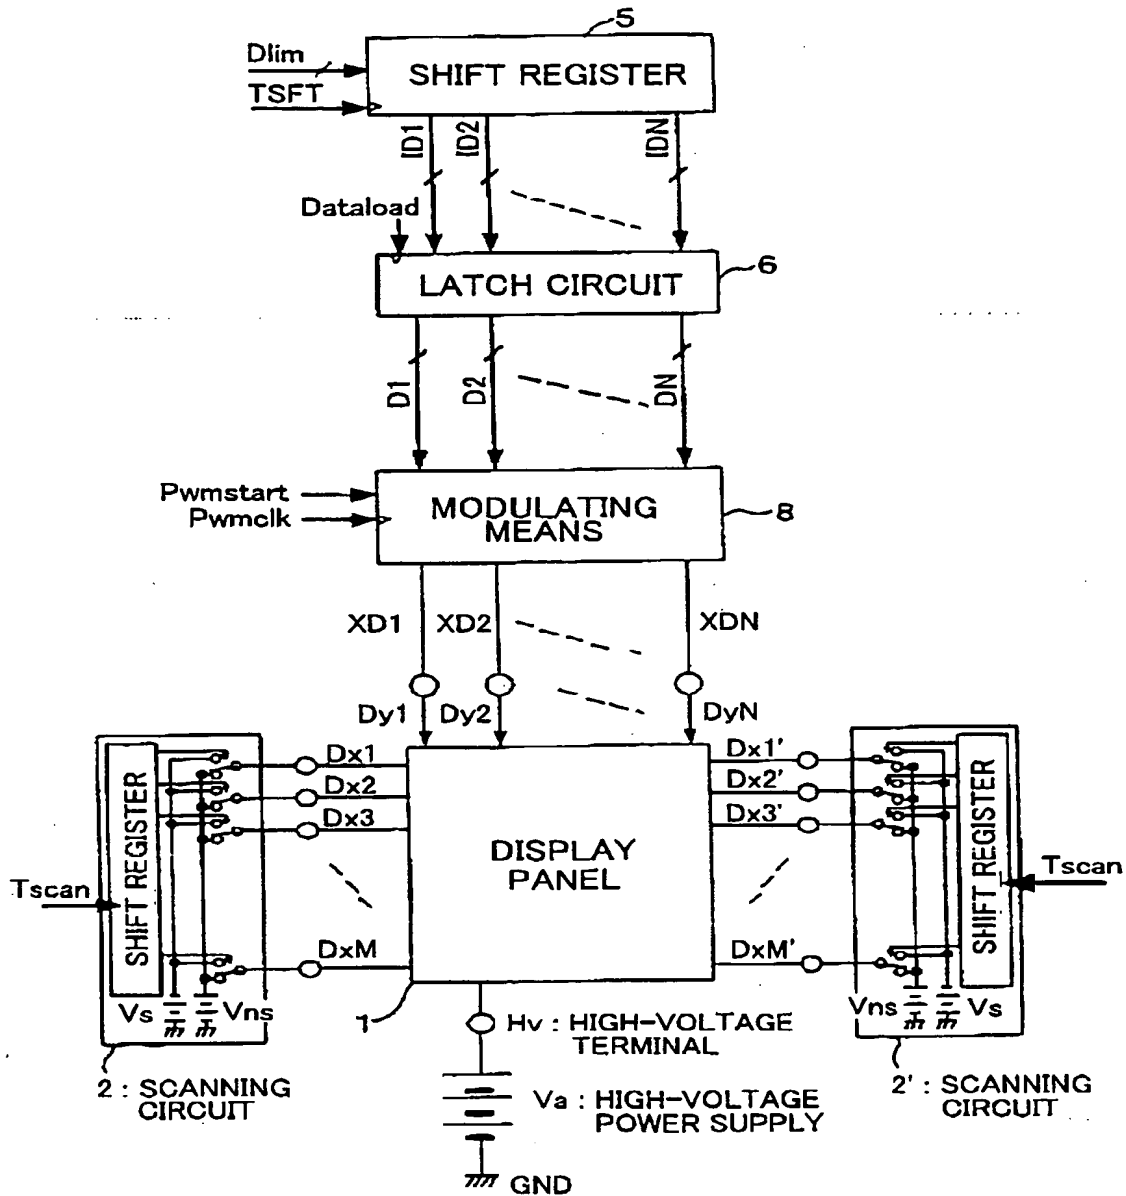 5
Dlim
SHIFT REGISTER
TSFT
ID1
ID2
IDN
Dataload
LATCH CIRCUIT
6
D1
D2
DN
Pwmstart
Pwmclk
MODULATING
MEANS
8
XD1
XD2
XDN
Dy1
Dy2
DyN
Dx1
Dx2
Dx3
DxM
Dx1'
Dx2'
Dx3'
DxM'
SHIFT REGISTER
Tscan
Vs
Vns
DISPLAY
PANEL
SHIFT REGISTER
Tscan
Vns
Vs
1
2 : SCANNING
CIRCUIT
Hv : HIGH-VOLTAGE
TERMINAL
Va : HIGH-VOLTAGE
POWER SUPPLY
GND
2' : SCANNING
CIRCUIT